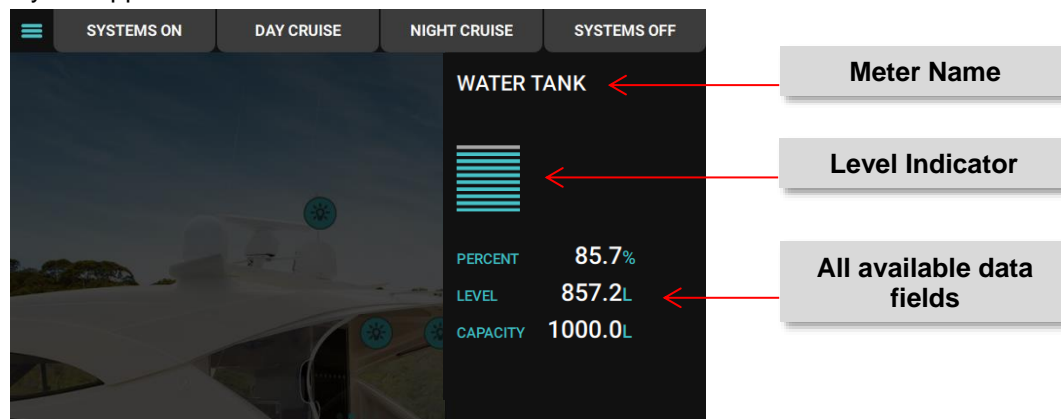 SYSTEMS ON
DAY CRUISE
NIGHT CRUISE
SYSTEMS OFF
WATER TANK
Meter Name
Level Indicator
PERCENT 85.7%
LEVEL 857.2L
CAPACITY 1000.0L
All available data
fields